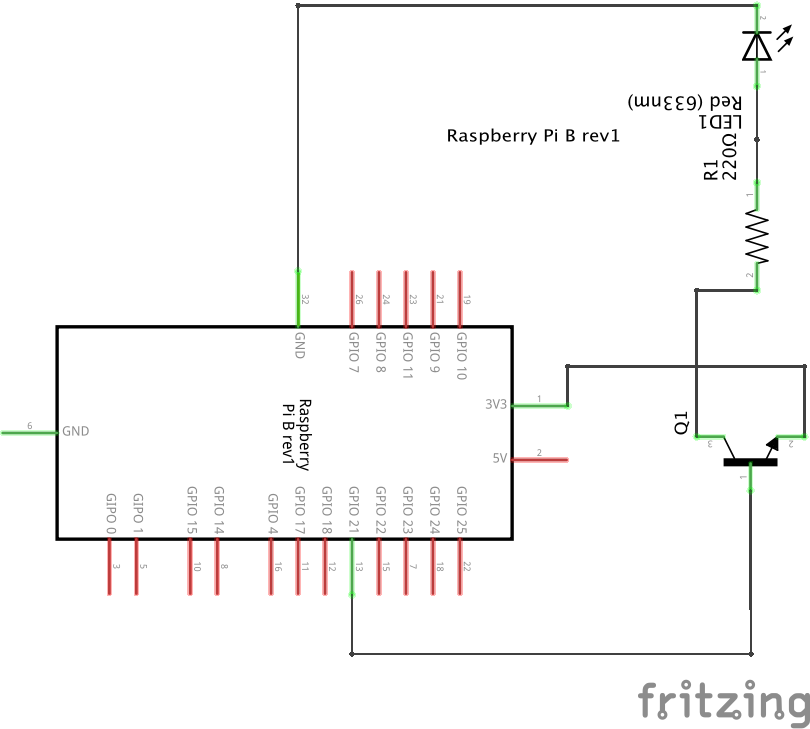 2
1
Red (633nm)
LED1
Raspberry Pi B rev1
R1
220Ω
1
2
32
26
24
23
21
19
GND
GPIO 7
GPIO 8
GPIO 11
GPIO 9
GPIO 10
3V3
1
6
GND
Raspberry
Pi B rev1
5V
2
Q1
3
2
1
GIPO 0
GIPO 1
GPIO 15
GPIO 14
GPIO 4
GPIO 17
GPIO 18
GPIO 21
GPIO 22
GPIO 23
GPIO 24
GPIO 25
3
5
10
8
16
11
12
13
15
7
18
22
fritzing